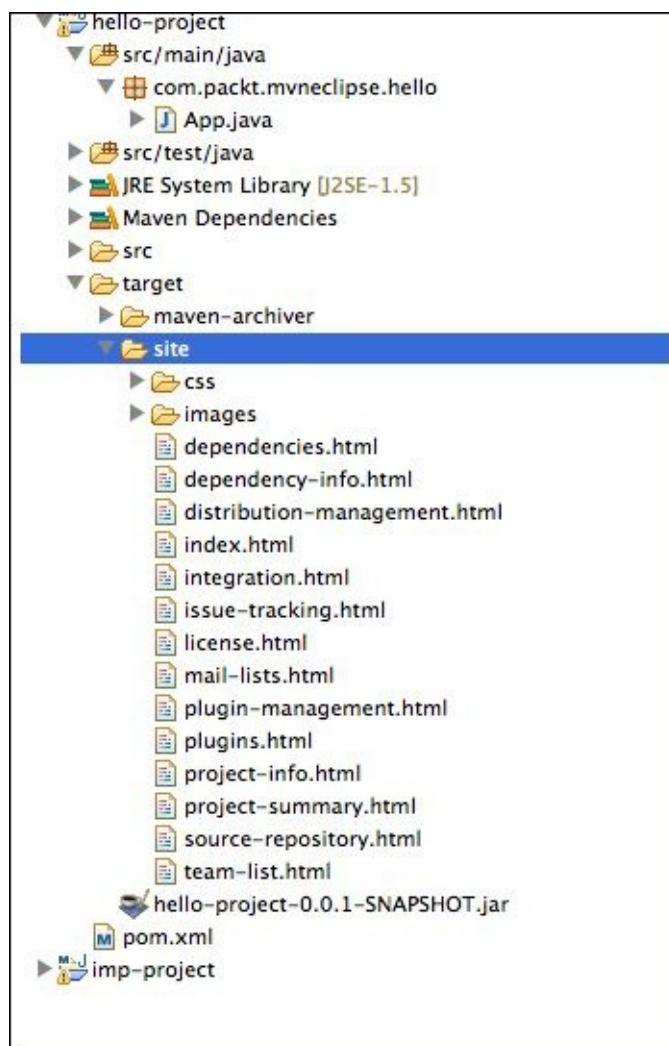 hello-project
src/main/java
com.packt.mvneclipse.hello
App.java
src/test/java
JRE System Library [J2SE-1.5]
Maven Dependencies
src
target
maven-archiver
site
css
images
dependencies.html
dependency-info.html
distribution-management.html
index.html
integration.html
issue-tracking.html
license.html
mail-lists.html
plugin-management.html
plugins.html
project-info.html
project-summary.html
source-repository.html
team-list.html
hello-project-0.0.1-SNAPSHOT.jar
pom.xml
imp-project